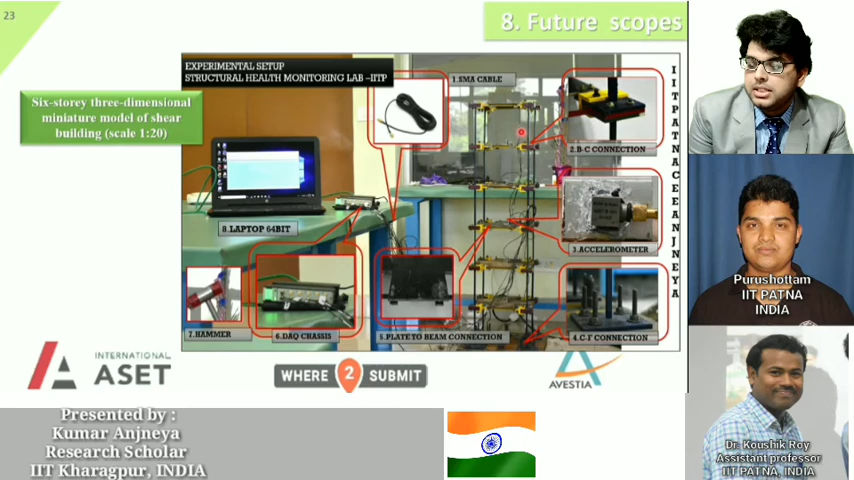 23
8. Future scopes
EXPERIMENTAL SETUP
STRUCTURAL HEALTH MONITORING LAB –IITP
Six-storey three-dimensional
miniature model of shear
building (scale 1:20)
1.SMA CABLE
2.B-C CONNECTION
3.ACCELEROMETER
4.C-F CONNECTION
5.PLATE TO BEAM CONNECTION
6.DAQ CHASSIS
7.HAMMER
8.LAPTOP 64BIT
IITPATNACEEANJNEYA
Purushottam
IIT PATNA
INDIA
INTERNATIONAL
ASET
WHERE 2 SUBMIT
AVESTIA
Dr. Koushik Roy
Assistant professor
IIT PATNA, INDIA
Presented by :
Kumar Anjneya
Research Scholar
IIT Kharagpur, INDIA